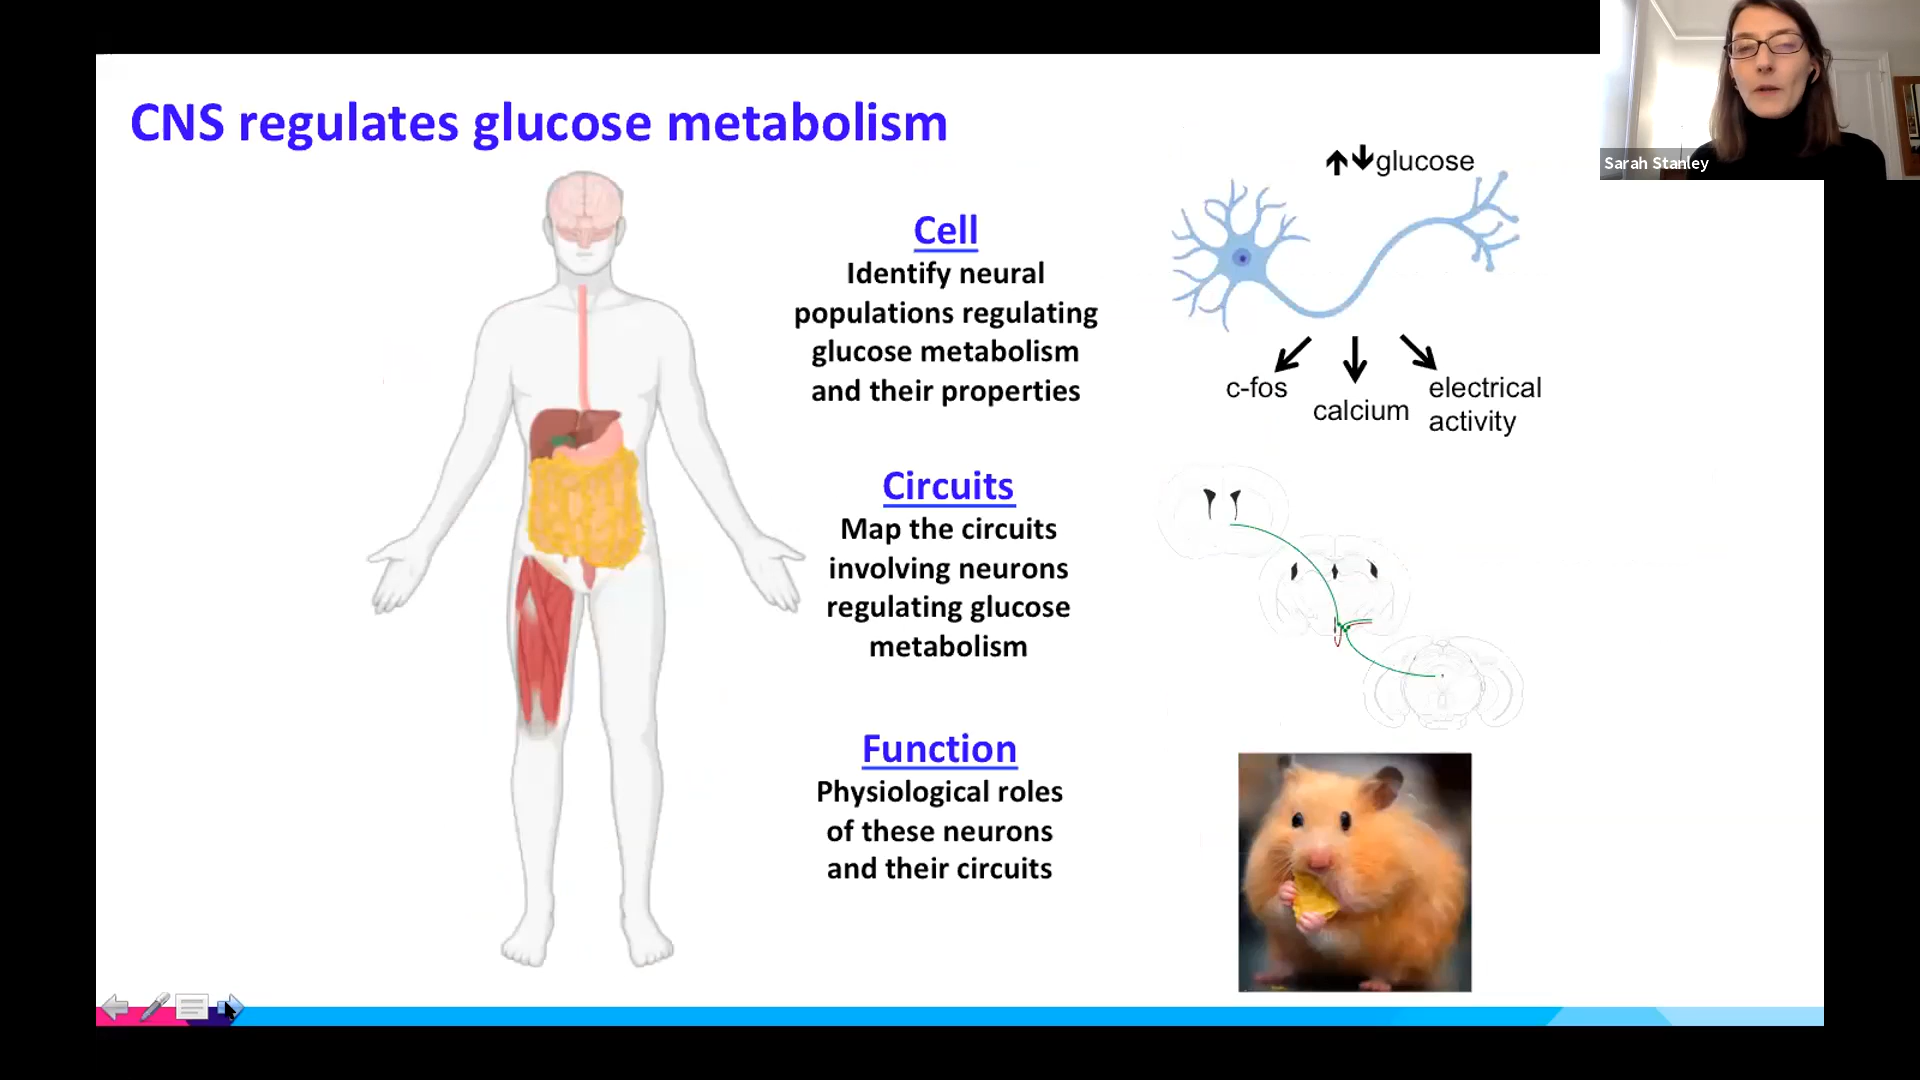 CNS regulates glucose metabolism
Cell
Identify neural
populations regulating
glucose metabolism
and their properties
Circuits
Map the circuits
involving neurons
regulating glucose
metabolism
Function
Physiological roles
of these neurons
and their circuits
glucose
c-fos
calcium
electrical
activity
Sarah Stanley